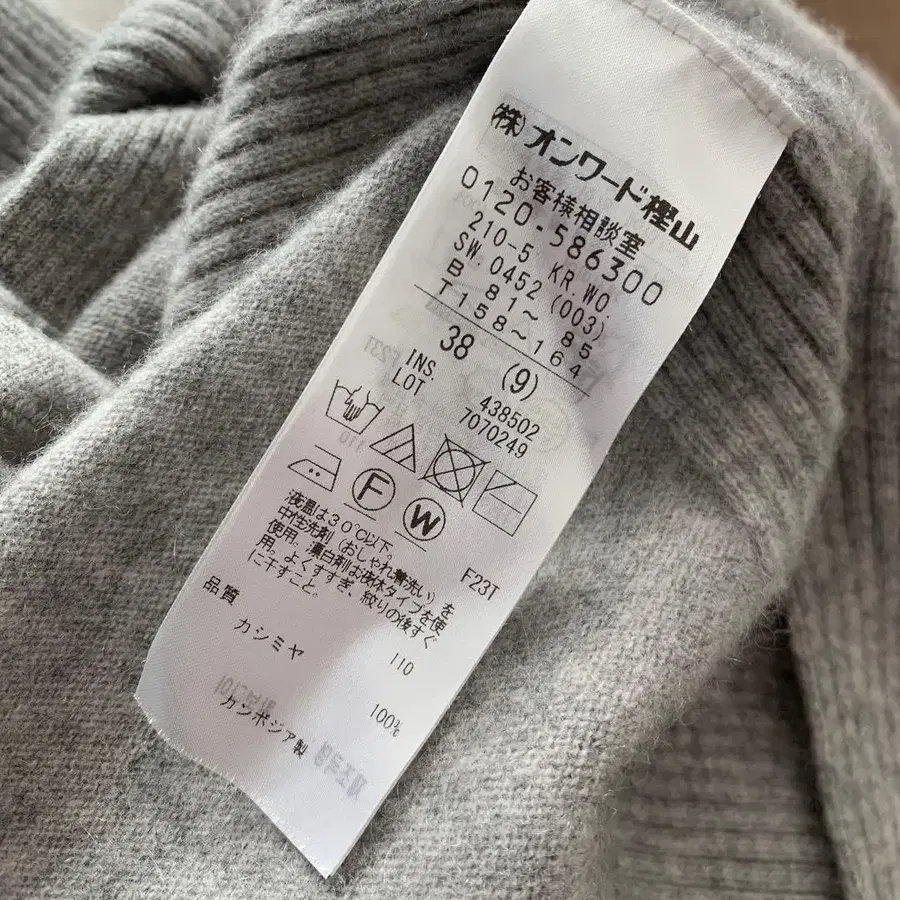 ㈱オンワード樫山
お客様相談室
0120-586300
210-5 KR WO.
SW.0452 (003)
B 81~ 85
T158~164
38 (9)
INS. 438502
LOT 7070249
F W
液温は30℃以下。 F23T
中性洗剤(おしゃれ着洗い)を
使用。漂白剤は液体タイプを使
用。よくすすぎ、絞りの後すぐ
に干すこと。
品質 110
カシミヤ 100%
カンボジア製